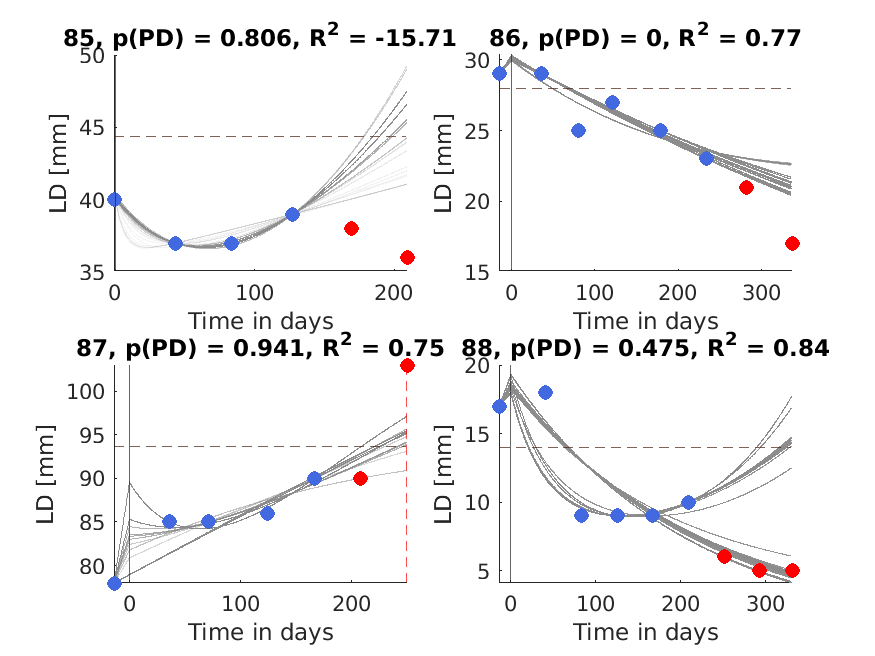 85, p(PD) = 0.806, R² = -15.71
50
45
40
35
LD [mm]
0 100 200
Time in days
86, p(PD) = 0, R² = 0.77
30
25
20
15
LD [mm]
0 100 200 300
Time in days
87, p(PD) = 0.941, R² = 0.75
100
95
90
85
80
LD [mm]
0 100 200
Time in days
88, p(PD) = 0.475, R² = 0.84
20
15
10
5
LD [mm]
0 100 200 300
Time in days